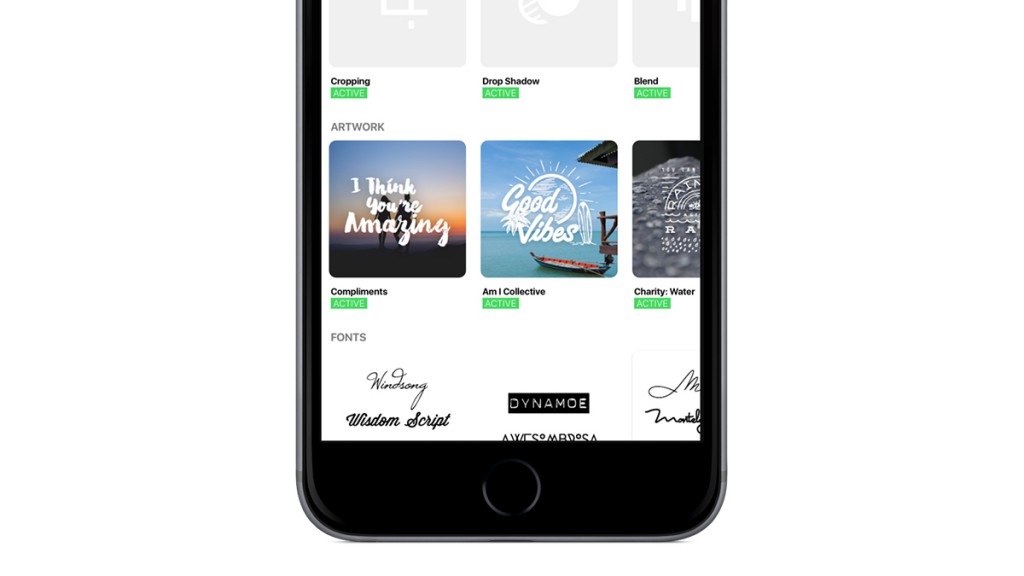 Cropping
Drop Shadow
Blend
ACTIVE
ACTIVE
ACTIVE
ARTWORK
I Think
You're
Amazing
Good
Vibes
Compliments
Am I Collective
Charity: Water
ACTIVE
ACTIVE
ACTIVE
FONTS
Windsong
Wisdom Script
DYNAMOE
AWESOMBROSA